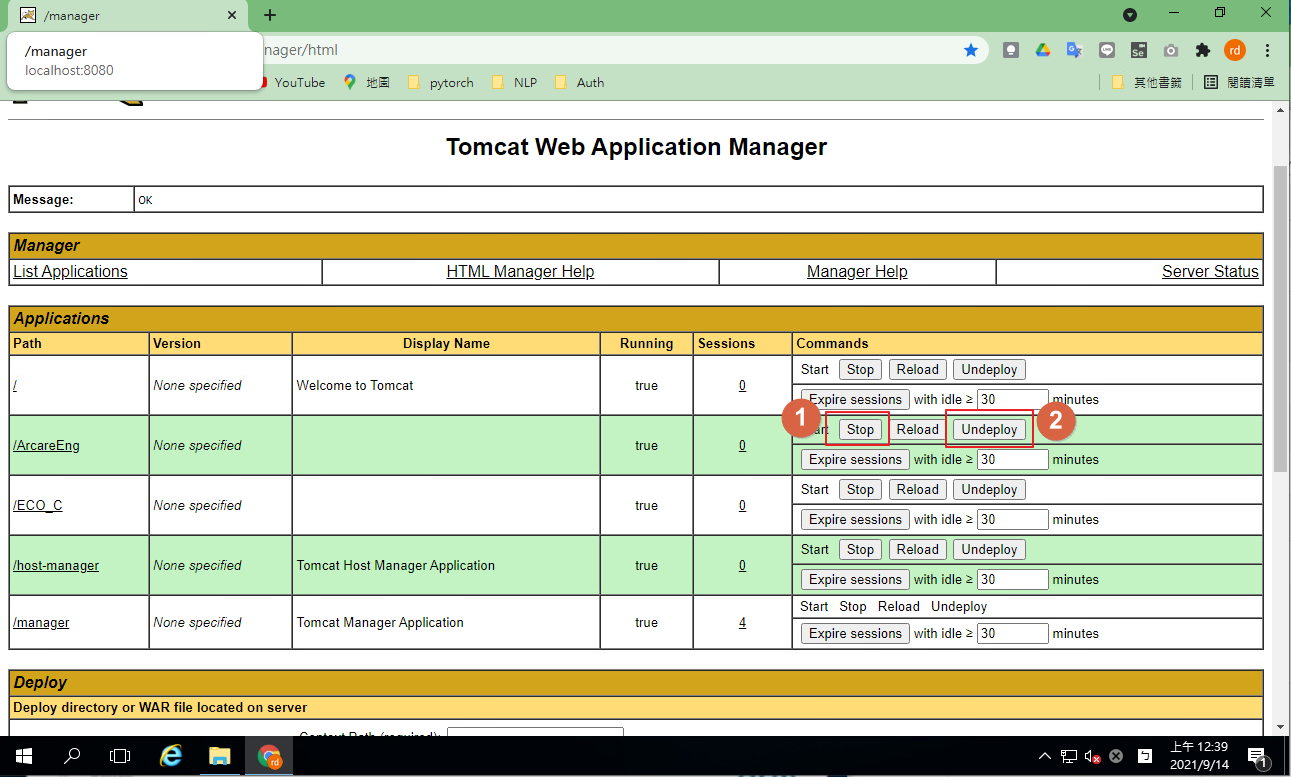 /manager
/manager
localhost:8080
nager/html
Se
rd
YouTube
地圖
pytorch
NLP
Auth
其他書籤
閱讀清單
Tomcat Web Application Manager
Message: OK
Manager
List Applications HTML Manager Help Manager Help Server Status
Applications
Path Version Display Name Running Sessions Commands
/ None specified Welcome to Tomcat true 0 Start Stop Reload Undeploy
Expire sessions with idle ≥ 30 minutes
1 2
/ArcareEng None specified true 0 Stop Reload Undeploy
Expire sessions with idle ≥ 30 minutes
/ECO_C None specified true 0 Start Stop Reload Undeploy
Expire sessions with idle ≥ 30 minutes
/host-manager None specified Tomcat Host Manager Application true 0 Start Stop Reload Undeploy
Expire sessions with idle ≥ 30 minutes
/manager None specified Tomcat Manager Application true 4 Start Stop Reload Undeploy
Expire sessions with idle ≥ 30 minutes
Deploy
Deploy directory or WAR file located on server
Context Path (required):
rd
上午 12:39
2021/9/14
1